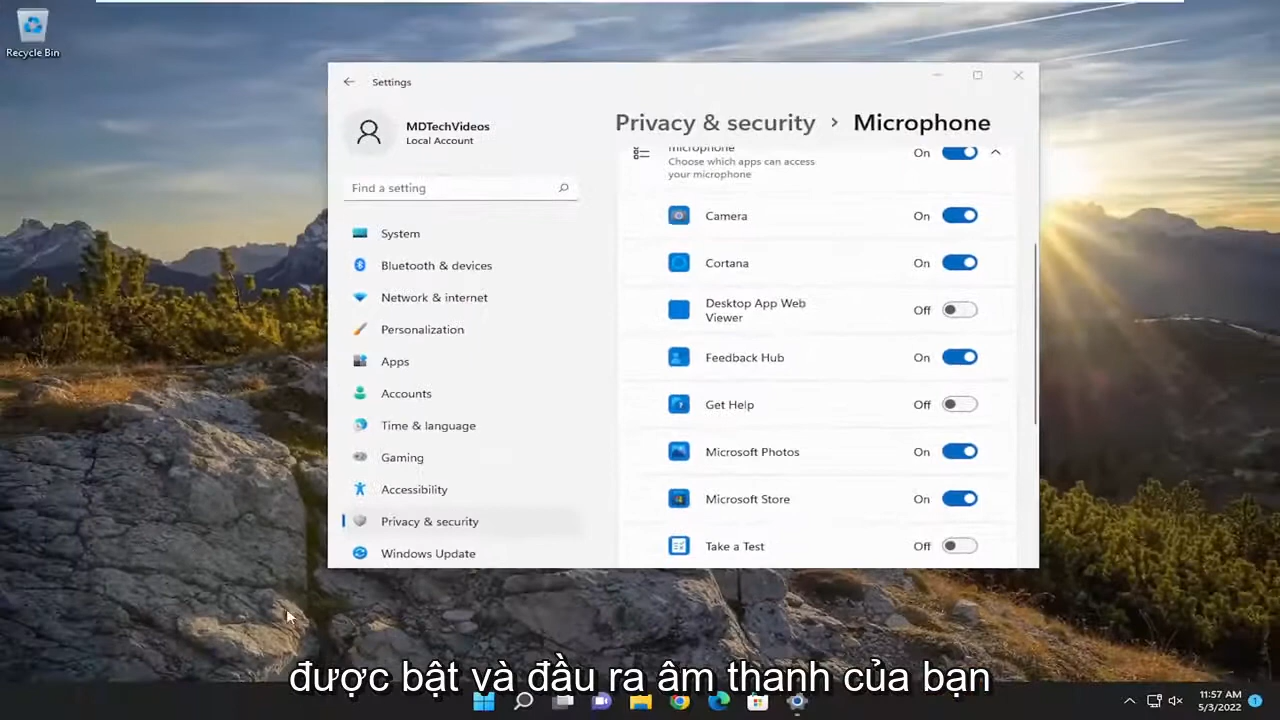 Recycle Bin
Settings
MDTechVideos
Local Account
Find a setting
System
Bluetooth & devices
Network & internet
Personalization
Apps
Accounts
Time & language
Gaming
Accessibility
Privacy & security
Windows Update
Privacy & security › Microphone
microphone
On
Choose which apps can access
your microphone
Camera On
Cortana On
Desktop App Web
Viewer
Off
Feedback Hub On
Get Help Off
Microsoft Photos On
Microsoft Store On
Take a Test Off
được bật và đầu ra âm thanh của bạn
11:57 AM
5/3/2022
1